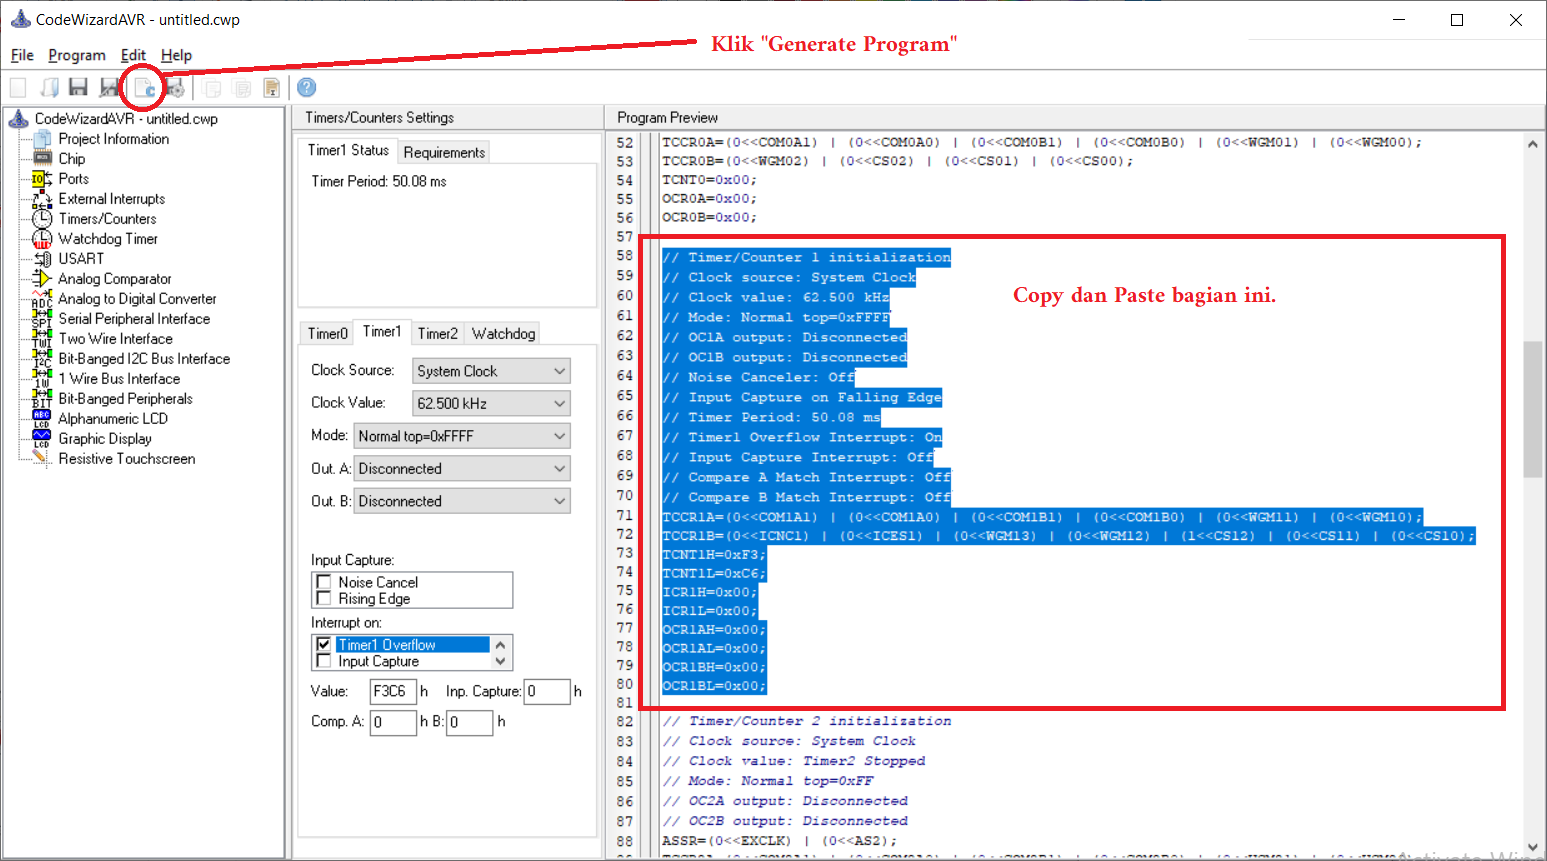 CodeWizardAVR - untitled.cwp
File Program Edit Help
Klik "Generate Program"
CodeWizardAVR - untitled.cwp
Project Information
Chip
Ports
External Interrupts
Timers/Counters
Watchdog Timer
USART
Analog Comparator
Analog to Digital Converter
Serial Peripheral Interface
Two Wire Interface
Bit-Banged I2C Bus Interface
1 Wire Bus Interface
Bit-Banged Peripherals
Alphanumeric LCD
Graphic Display
Resistive Touchscreen
Timers/Counters Settings
Timer1 Status Requirements
Timer Period: 50.08 ms
Timer0 Timer1 Timer2 Watchdog
Clock Source: System Clock
Clock Value: 62.500 kHz
Mode: Normal top=0xFFFF
Out. A: Disconnected
Out. B: Disconnected
Input Capture:
Noise Cancel
Rising Edge
Interrupt on:
Timer1 Overflow
Input Capture
Value: F3C6 h Inp. Capture: 0 h
Comp. A: 0 h B: 0 h
Program Preview
52 TCCR0A=(0<<COM0A1) | (0<<COM0A0) | (0<<COM0B1) | (0<<COM0B0) | (0<<WGM01) | (0<<WGM00);
53 TCCR0B=(0<<WGM02) | (0<<CS02) | (0<<CS01) | (0<<CS00);
54 TCNT0=0x00;
55 OCR0A=0x00;
56 OCR0B=0x00;
57
58 // Timer/Counter 1 initialization
59 // Clock source: System Clock
60 // Clock value: 62.500 kHz
Copy dan Paste bagian ini.
61 // Mode: Normal top=0xFFFF
62 // OC1A output: Disconnected
63 // OC1B output: Disconnected
64 // Noise Canceler: Off
65 // Input Capture on Falling Edge
66 // Timer Period: 50.08 ms
67 // Timer1 Overflow Interrupt: On
68 // Input Capture Interrupt: Off
69 // Compare A Match Interrupt: Off
70 // Compare B Match Interrupt: Off
71 TCCR1A=(0<<COM1A1) | (0<<COM1A0) | (0<<COM1B1) | (0<<COM1B0) | (0<<WGM11) | (0<<WGM10);
72 TCCR1B=(0<<ICNC1) | (0<<ICES1) | (0<<WGM13) | (0<<WGM12) | (1<<CS12) | (0<<CS11) | (0<<CS10);
73 TCNT1H=0xF3;
74 TCNT1L=0xC6;
75 ICR1H=0x00;
76 ICR1L=0x00;
77 OCR1AH=0x00;
78 OCR1AL=0x00;
79 OCR1BH=0x00;
80 OCR1BL=0x00;
81
82 // Timer/Counter 2 initialization
83 // Clock source: System Clock
84 // Clock value: Timer2 Stopped
85 // Mode: Normal top=0xFF
86 // OC2A output: Disconnected
87 // OC2B output: Disconnected
88 ASSR=(0<<EXCLK) | (0<<AS2);